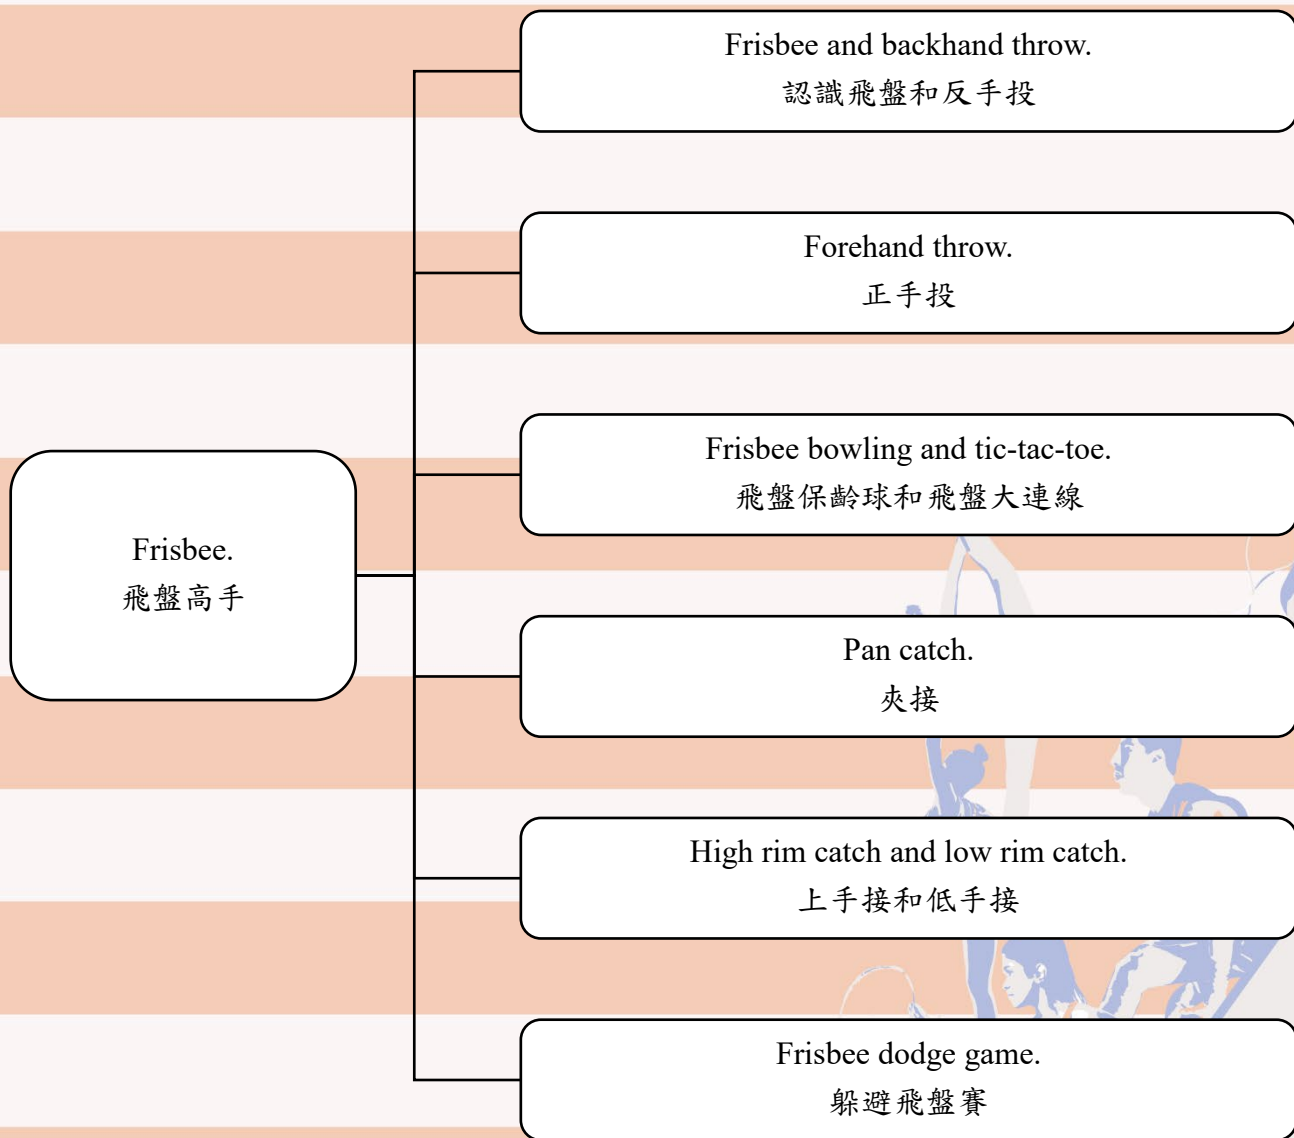 Frisbee and backhand throw.
認識飛盤和反手投
Forehand throw.
正手投
Frisbee bowling and tic-tac-toe.
飛盤保齡球和飛盤大連線
Frisbee.
飛盤高手
Pan catch.
夾接
High rim catch and low rim catch.
上手接和低手接
Frisbee dodge game.
躲避飛盤賽